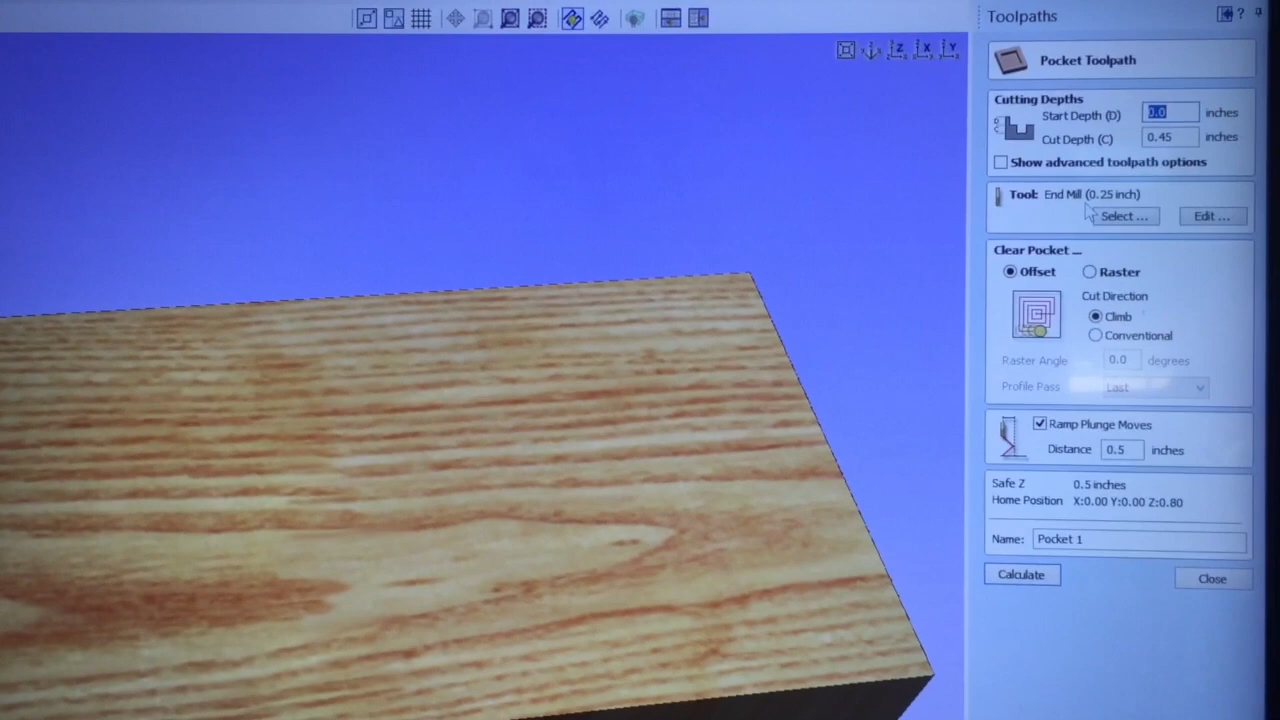 Toolpaths
?
Z X Y
Pocket Toolpath
Cutting Depths
Start Depth (D) 0.0 inches
Cut Depth (C) 0.45 inches
Show advanced toolpath options
Tool: End Mill (0.25 inch)
Select ... Edit ...
Clear Pocket ...
Offset Raster
Cut Direction
Climb
Conventional
Raster Angle 0.0 degrees
Profile Pass Last
Ramp Plunge Moves
Distance 0.5 inches
Safe Z 0.5 inches
Home Position X:0.00 Y:0.00 Z:0.80
Name: Pocket 1
Calculate Close